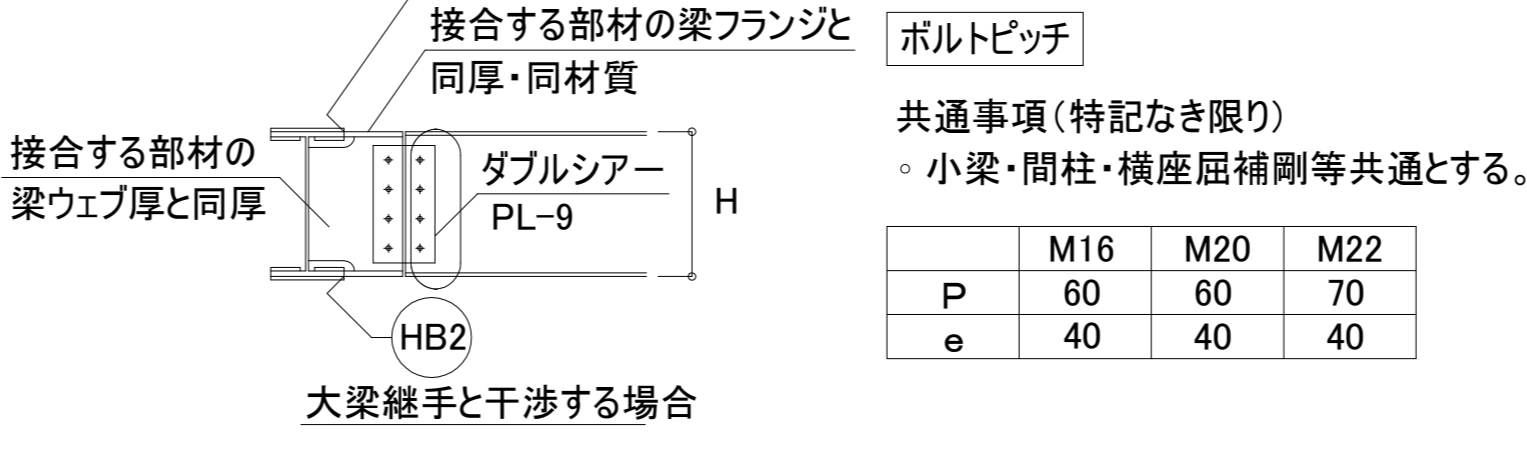 接合する部材の梁フランジと
同厚・同材質
接合する部材の
梁ウェブ厚と同厚
ダブルシアー
PL-9
H
HB2
大梁継手と干渉する場合
ボルトピッチ
共通事項(特記なき限り)
◦ 小梁・間柱・横座屈補剛等共通とする。
M16 M20 M22
P 60 60 70
e 40 40 40